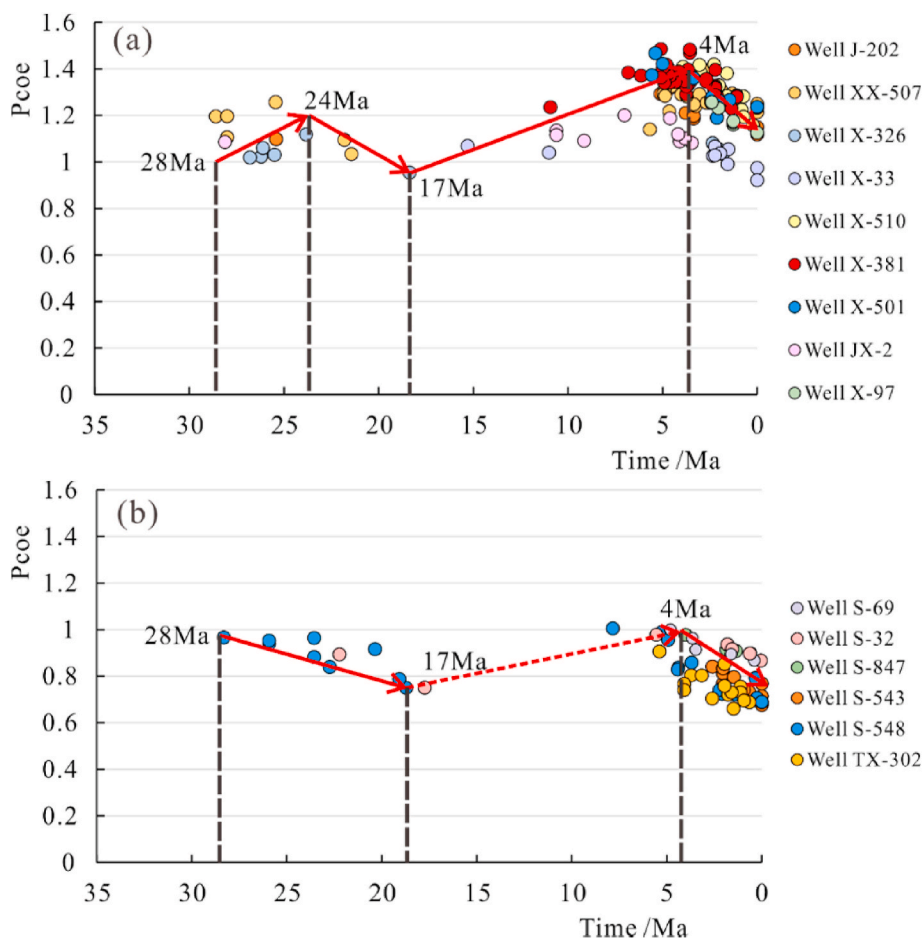 (a)
Pcoe
1.6
1.4
1.2
1
0.8
0.6
0.4
0.2
0
28Ma
24Ma
17Ma
4Ma
35 30 25 20 15 10 5 0
Time /Ma
Well J-202
Well XX-507
Well X-326
Well X-33
Well X-510
Well X-381
Well X-501
Well JX-2
Well X-97
(b)
Pcoe
1.6
1.4
1.2
1
0.8
0.6
0.4
0.2
0
28Ma
17Ma
4Ma
35 30 25 20 15 10 5 0
Time /Ma
Well S-69
Well S-32
Well S-847
Well S-543
Well S-548
Well TX-302